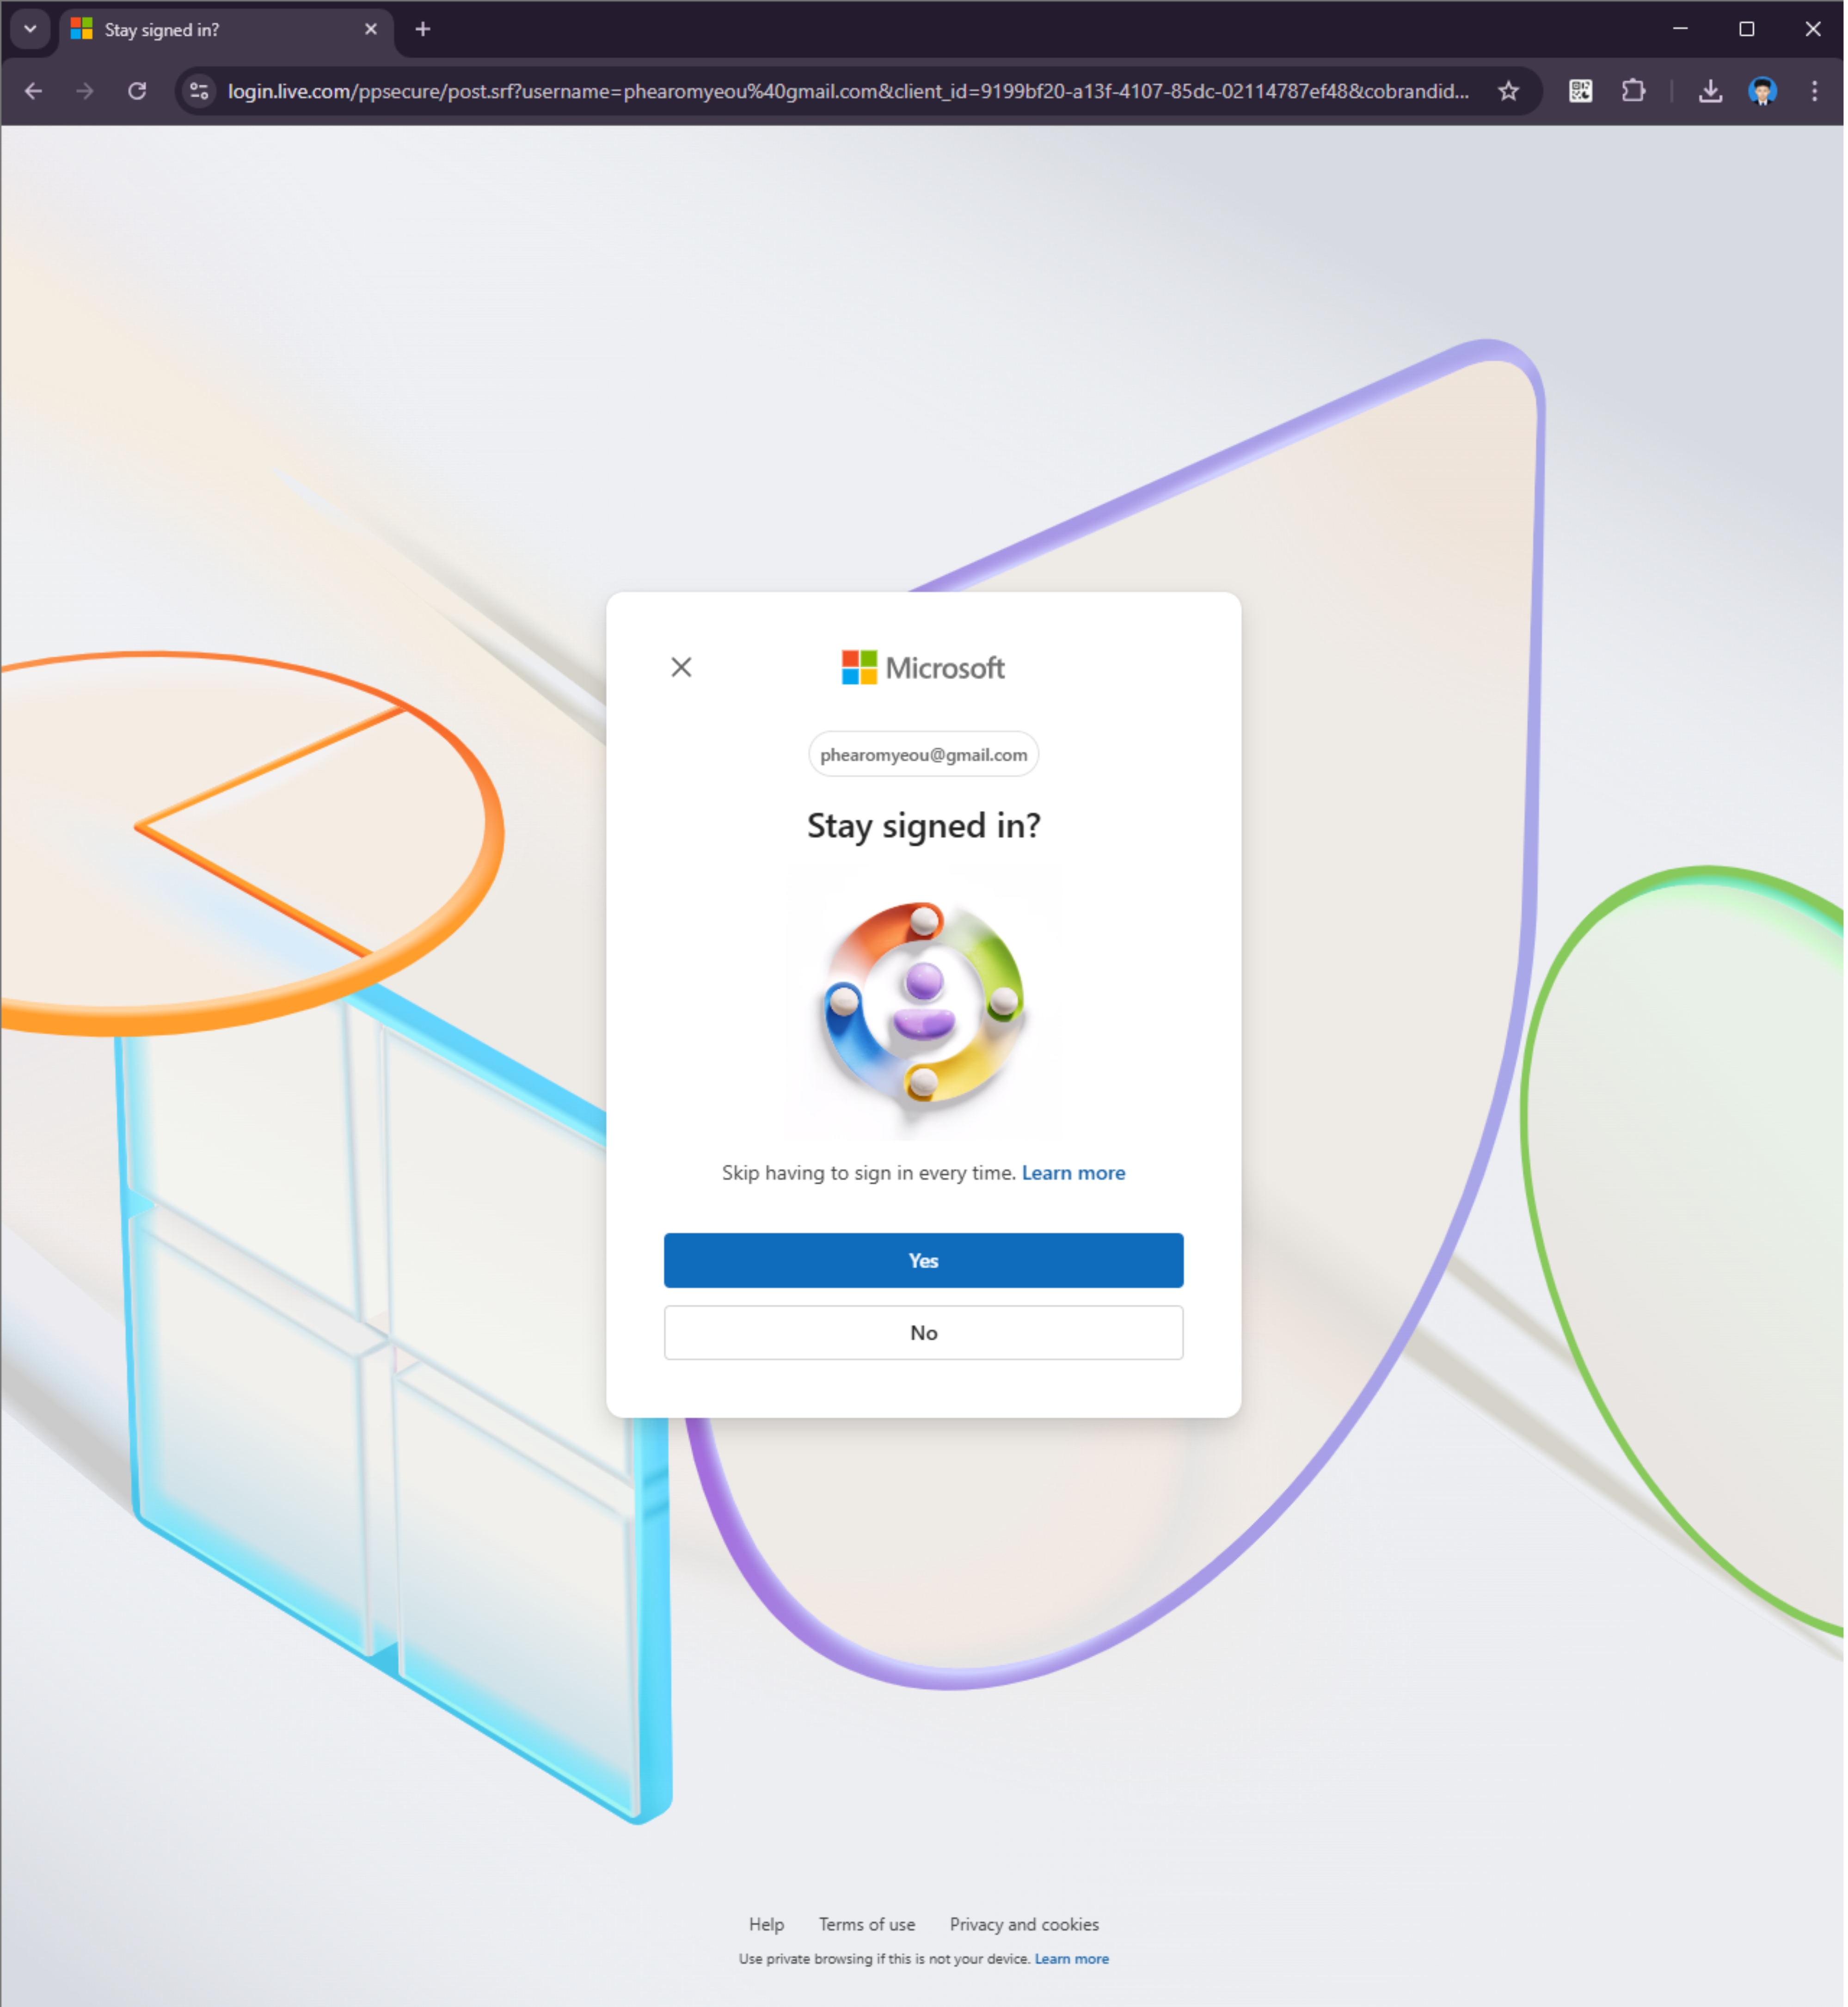 Stay signed in?
login.live.com/ppsecure/post.srf?username=phearomyeou%40gmail.com&client_id=9199bf20-a13f-4107-85dc-02114787ef48&cobrandid...
Microsoft
phearomyeou@gmail.com
Stay signed in?
Skip having to sign in every time. Learn more
Yes
No
Help Terms of use Privacy and cookies
Use private browsing if this is not your device. Learn more